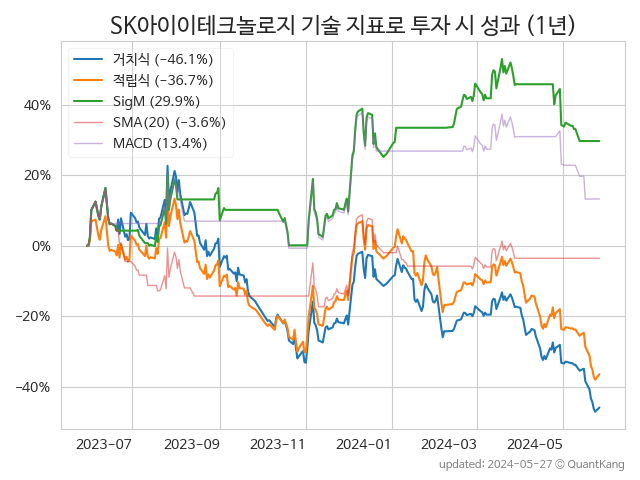 SK아이이테크놀로지 기술 지표로 투자 시 성과 (1년)
거치식 (−46.1%)
적립식 (−36.7%)
SigM (29.9%)
SMA(20) (−3.6%)
MACD (13.4%)
40%
20%
0%
−20%
−40%
2023-07 2023-09 2023-11 2024-01 2024-03 2024-05
updated: 2024-05-27 © QuantKang